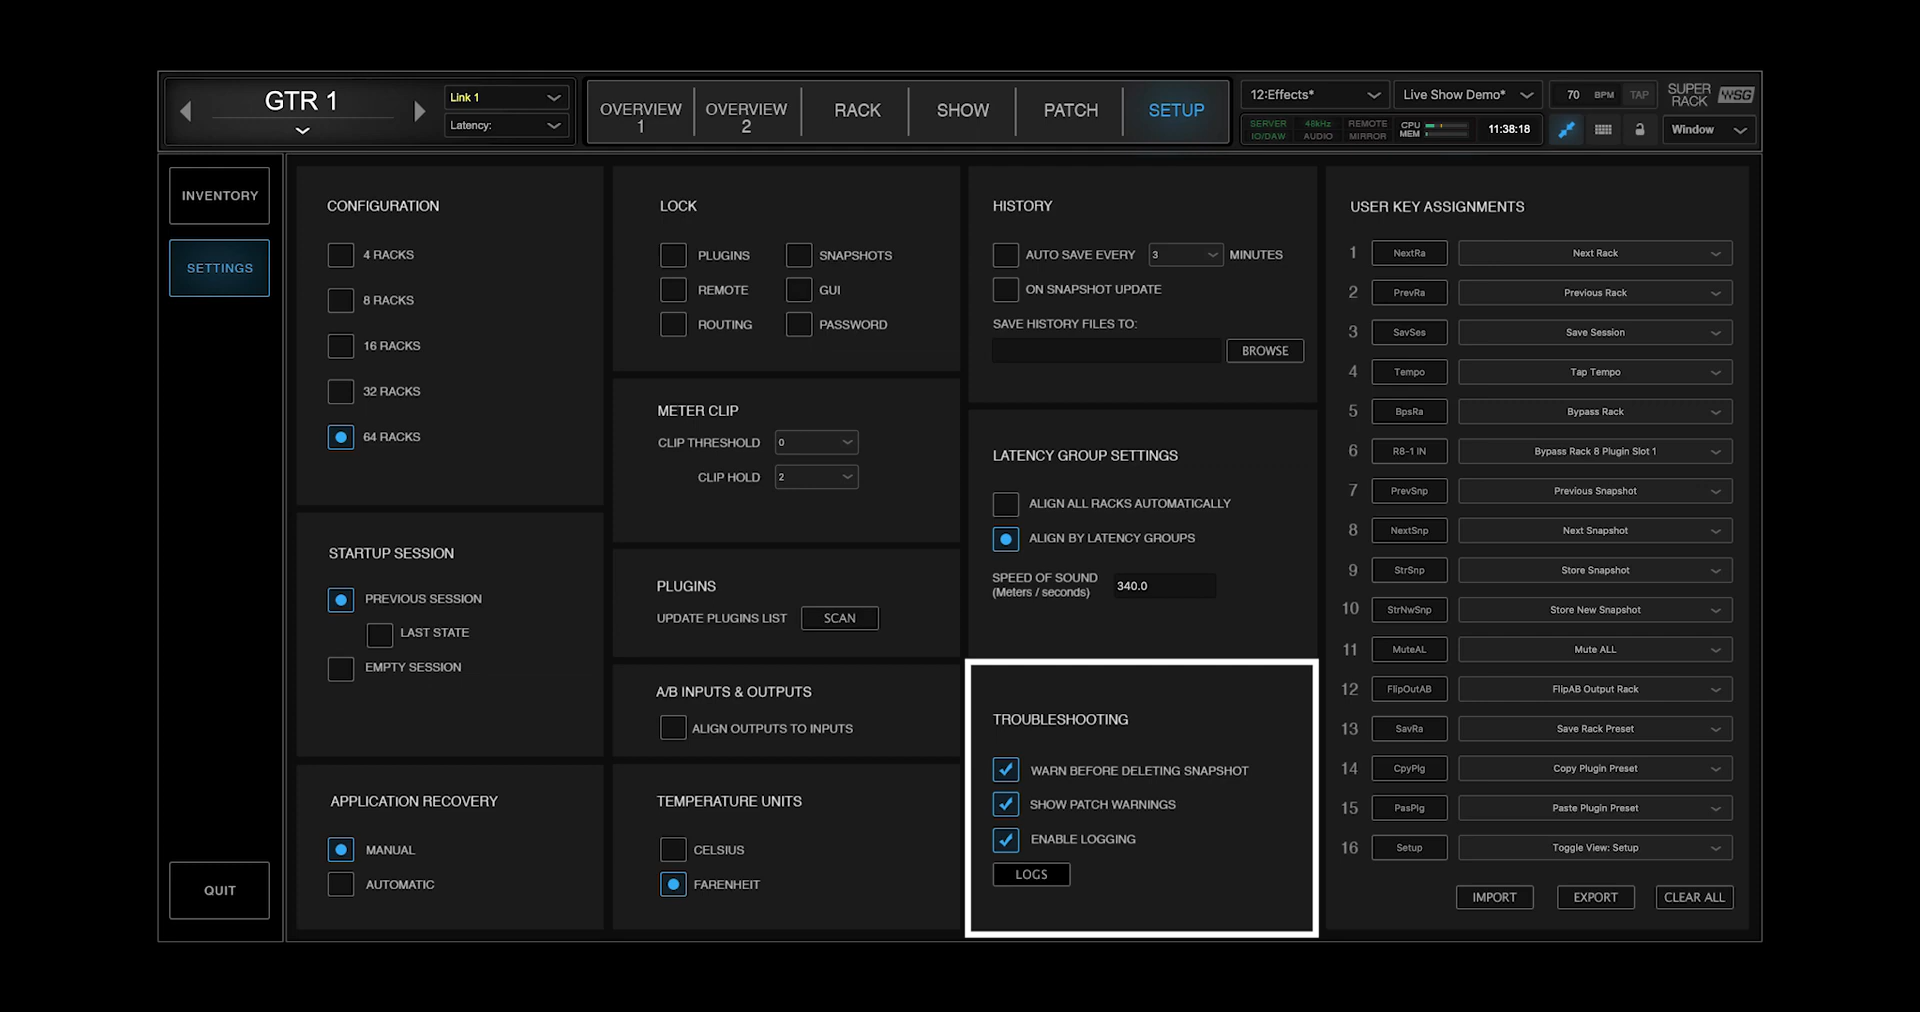 GTR 1
Link 1
Latency:
OVERVIEW
1
OVERVIEW
2
RACK
SHOW
PATCH
SETUP
12:Effects*
Live Show Demo*
70 BPM TAP
SUPER
RACK
WSG
SERVER
IO/DAW
48kHz
AUDIO
REMOTE
MIRROR
CPU
MEM
11:38:18
Window
INVENTORY
SETTINGS
QUIT
CONFIGURATION
4 RACKS
8 RACKS
16 RACKS
32 RACKS
64 RACKS
STARTUP SESSION
PREVIOUS SESSION
LAST STATE
EMPTY SESSION
APPLICATION RECOVERY
MANUAL
AUTOMATIC
LOCK
PLUGINS SNAPSHOTS
REMOTE GUI
ROUTING PASSWORD
METER CLIP
CLIP THRESHOLD 0
CLIP HOLD 2
PLUGINS
UPDATE PLUGINS LIST SCAN
A/B INPUTS & OUTPUTS
ALIGN OUTPUTS TO INPUTS
TEMPERATURE UNITS
CELSIUS
FARENHEIT
HISTORY
AUTO SAVE EVERY 3 MINUTES
ON SNAPSHOT UPDATE
SAVE HISTORY FILES TO:
BROWSE
LATENCY GROUP SETTINGS
ALIGN ALL RACKS AUTOMATICALLY
ALIGN BY LATENCY GROUPS
SPEED OF SOUND
(Meters / seconds)
340.0
TROUBLESHOOTING
WARN BEFORE DELETING SNAPSHOT
SHOW PATCH WARNINGS
ENABLE LOGGING
LOGS
USER KEY ASSIGNMENTS
1 NextRa Next Rack
2 PrevRa Previous Rack
3 SavSes Save Session
4 Tempo Tap Tempo
5 BpsRa Bypass Rack
6 R8-1 IN Bypass Rack 8 Plugin Slot 1
7 PrevSnp Previous Snapshot
8 NextSnp Next Snapshot
9 StrSnp Store Snapshot
10 StrNwSnp Store New Snapshot
11 MuteAL Mute ALL
12 FlipOutAB FlipAB Output Rack
13 SavRa Save Rack Preset
14 CpyPlg Copy Plugin Preset
15 PasPlg Paste Plugin Preset
16 Setup Toggle View: Setup
IMPORT EXPORT CLEAR ALL